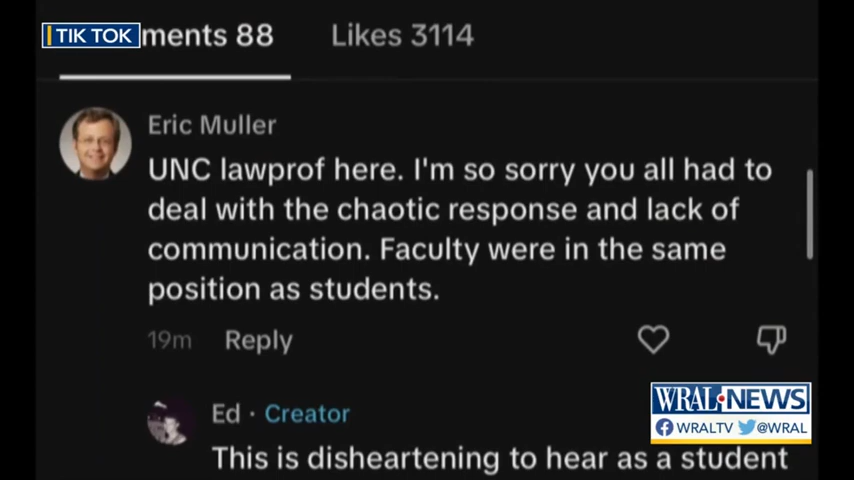 TIK TOK
ments 88
Likes 3114
Eric Muller
UNC lawprof here. I'm so sorry you all had to
deal with the chaotic response and lack of
communication. Faculty were in the same
position as students.
19m Reply
Ed · Creator
This is disheartening to hear as a student
WRAL NEWS
WRALTV @WRAL